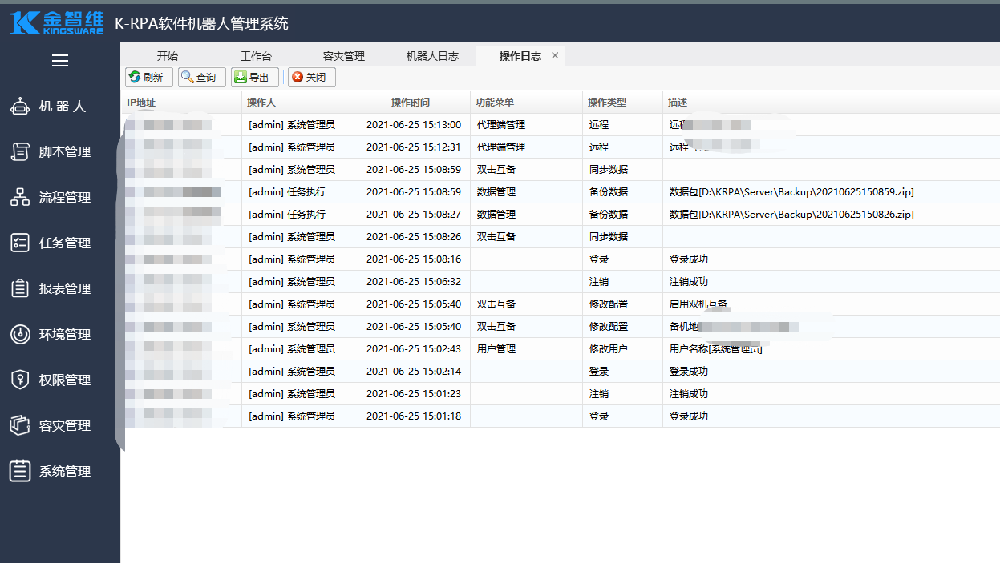 金智维
KINGSWARE
K-RPA软件机器人管理系统
开始 工作台 容灾管理 机器人日志 操作日志
刷新 查询 导出 关闭
机 器 人
脚本管理
流程管理
任务管理
报表管理
环境管理
权限管理
容灾管理
系统管理
IP地址 操作人 操作时间 功能菜单 操作类型 描述
[admin] 系统管理员 2021-06-25 15:13:00 代理端管理 远程 远程
[admin] 系统管理员 2021-06-25 15:12:31 代理端管理 远程 远程
[admin] 系统管理员 2021-06-25 15:08:59 双击互备 同步数据
[admin] 任务执行 2021-06-25 15:08:59 数据管理 备份数据 数据包[D:\KRPA\Server\Backup\20210625150859.zip]
[admin] 任务执行 2021-06-25 15:08:27 数据管理 备份数据 数据包[D:\KRPA\Server\Backup\20210625150826.zip]
[admin] 系统管理员 2021-06-25 15:08:26 双击互备 同步数据
[admin] 系统管理员 2021-06-25 15:08:16 登录 登录成功
[admin] 系统管理员 2021-06-25 15:06:32 注销 注销成功
[admin] 系统管理员 2021-06-25 15:05:40 双击互备 修改配置 启用双机互备
[admin] 系统管理员 2021-06-25 15:05:40 双击互备 修改配置 备机地
[admin] 系统管理员 2021-06-25 15:02:43 用户管理 修改用户 用户名称[系统管理员]
[admin] 系统管理员 2021-06-25 15:02:14 登录 登录成功
[admin] 系统管理员 2021-06-25 15:01:23 注销 注销成功
[admin] 系统管理员 2021-06-25 15:01:18 登录 登录成功